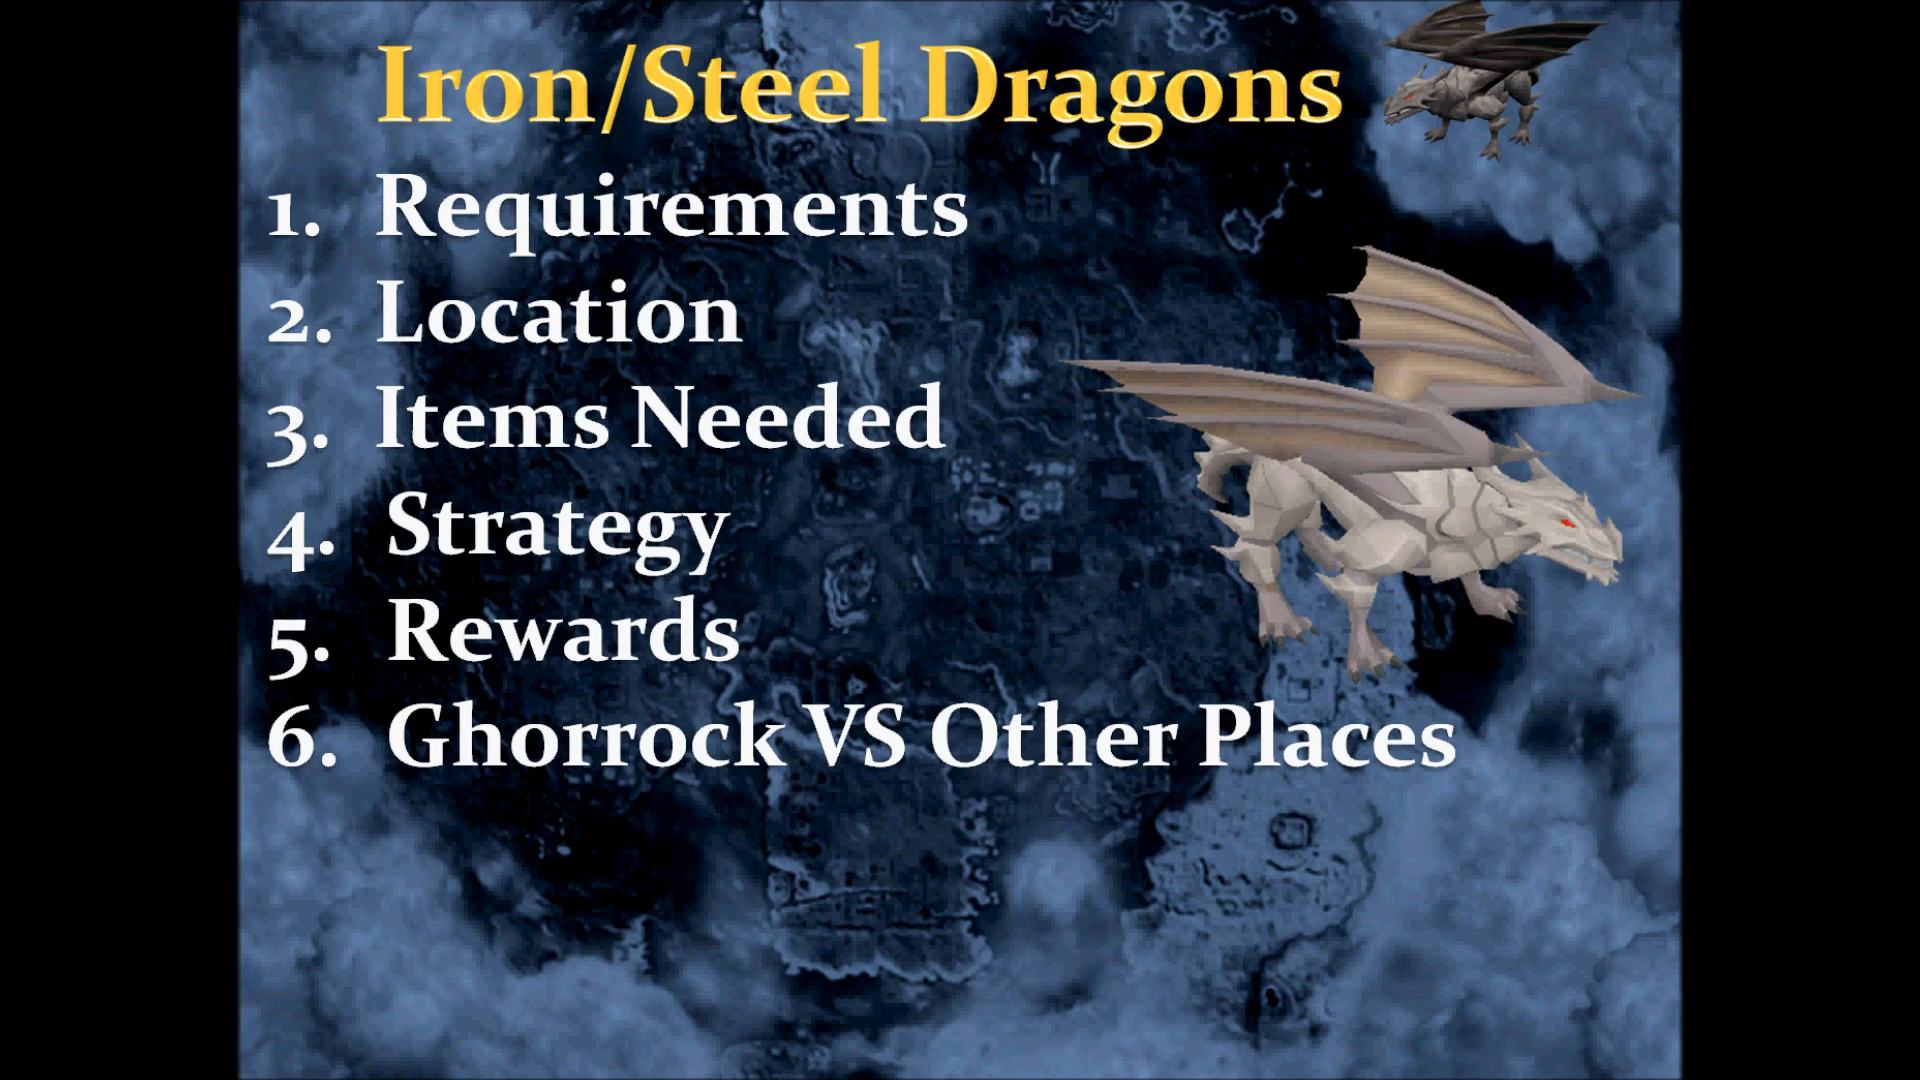 Iron/Steel Dragons
1. Requirements
2. Location
3. Items Needed
4. Strategy
5. Rewards
6. Ghorrock VS Other Places